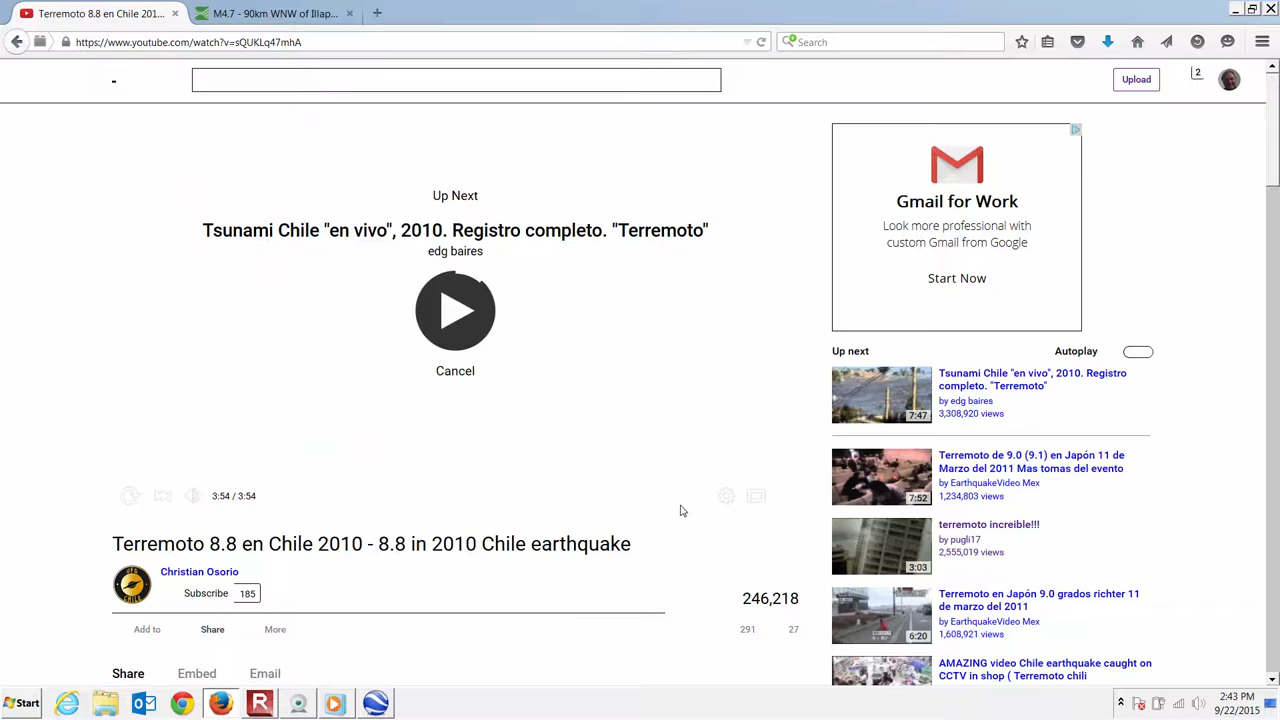 Terremoto 8.8 en Chile 201...
M4.7 - 90km WNW of Illap...
https://www.youtube.com/watch?v=sQUKLq47mhA
Search
Upload
2
Up Next
Tsunami Chile "en vivo", 2010. Registro completo. "Terremoto"
edg baires
Cancel
3:54 / 3:54
Terremoto 8.8 en Chile 2010 - 8.8 in 2010 Chile earthquake
Christian Osorio
Subscribe 185
246,218
Add to Share More
291 27
Share Embed Email
Gmail for Work
Look more professional with
custom Gmail from Google
Start Now
Up next Autoplay
Tsunami Chile "en vivo", 2010. Registro
completo. "Terremoto"
by edg baires
3,308,920 views
7:47
Terremoto de 9.0 (9.1) en Japón 11 de
Marzo del 2011 Mas tomas del evento
by EarthquakeVideo Mex
1,234,803 views
7:52
terremoto increible!!!
by pugli17
2,555,019 views
3:03
Terremoto en Japón 9.0 grados richter 11
de marzo del 2011
by EarthquakeVideo Mex
1,608,921 views
6:20
AMAZING video Chile earthquake caught on
CCTV in shop ( Terremoto chili
Start
2:43 PM
9/22/2015